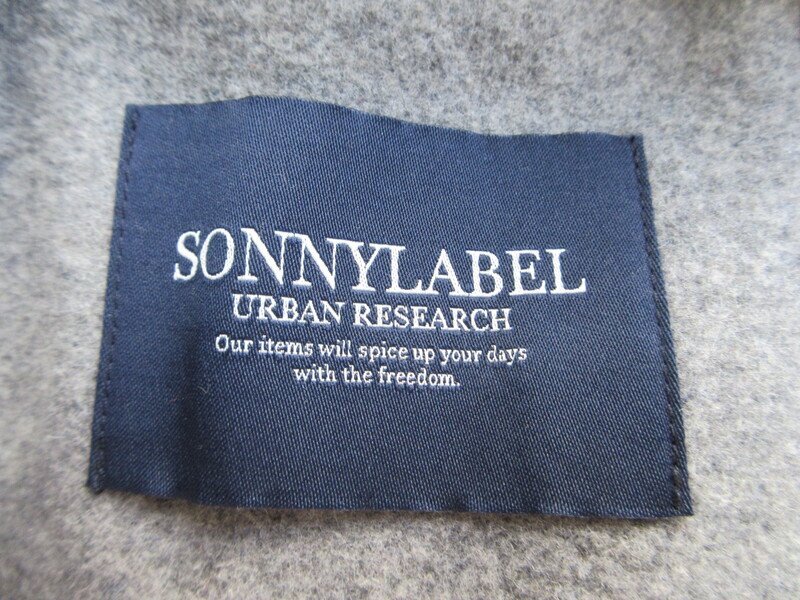 SONNYLABEL
URBAN RESEARCH
Our items will spice up your days
with the freedom.